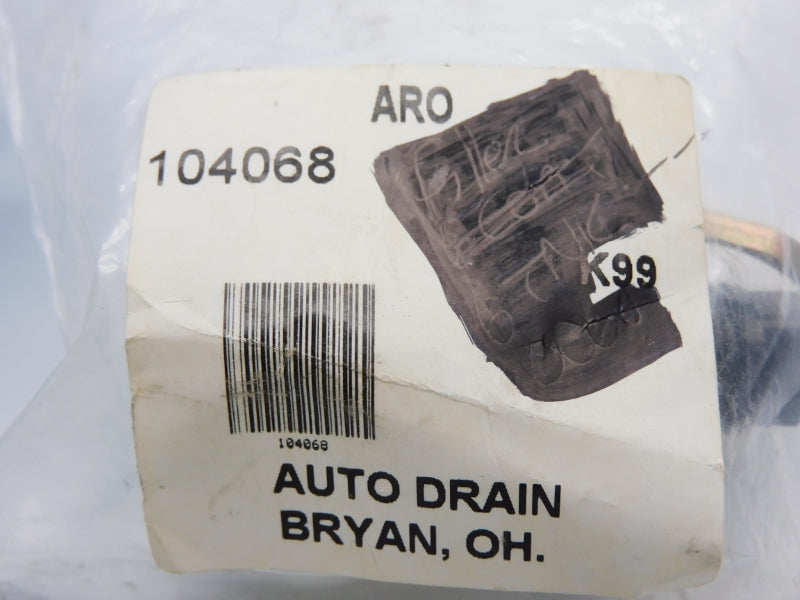 ARO
104068
K99
104068
AUTO DRAIN
BRYAN, OH.